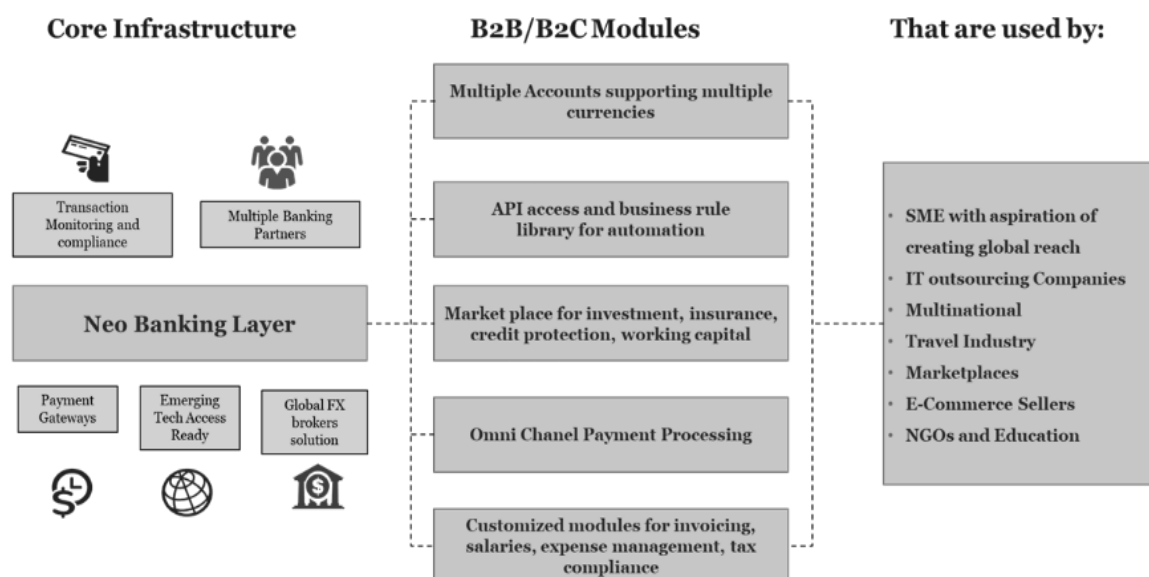 Core Infrastructure
B2B/B2C Modules
That are used by:
Transaction
Monitoring and
compliance
Multiple Banking
Partners
Neo Banking Layer
Payment
Gateways
Emerging
Tech Access
Ready
Global FX
brokers
solution
Multiple Accounts supporting multiple
currencies
API access and business rule
library for automation
Market place for investment, insurance,
credit protection, working capital
Omni Chanel Payment Processing
Customized modules for invoicing,
salaries, expense management, tax
compliance
• SME with aspiration of
creating global reach
• IT outsourcing Companies
• Multinational
• Travel Industry
• Marketplaces
• E-Commerce Sellers
• NGOs and Education